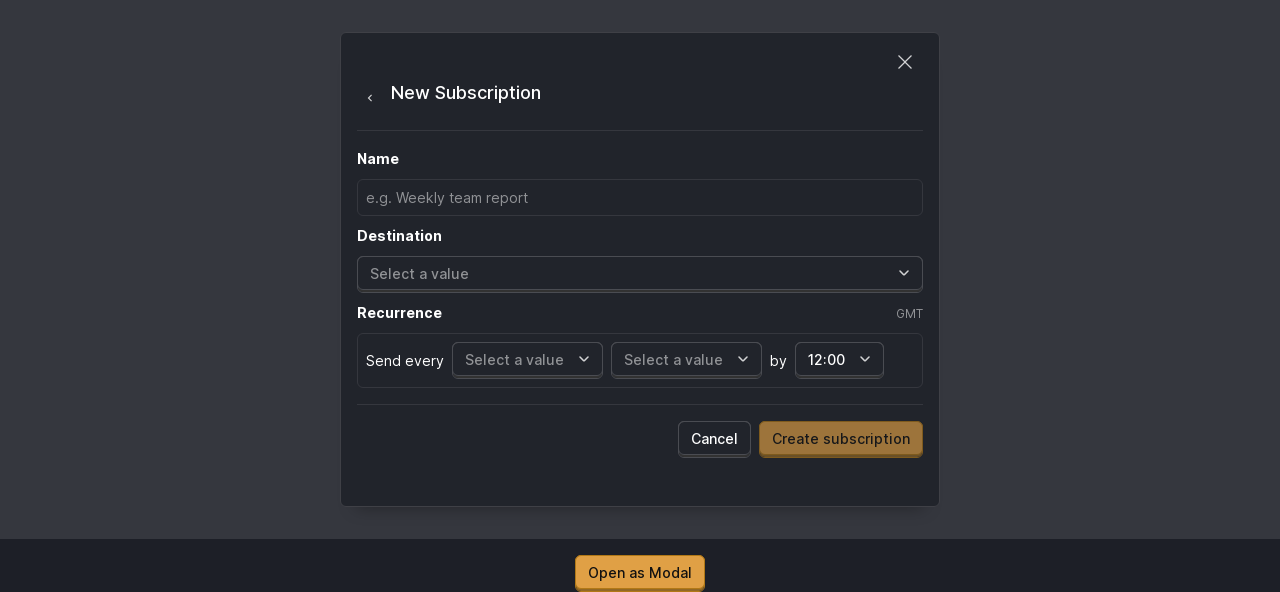 New Subscription
Name
e.g. Weekly team report
Destination
Select a value
Recurrence GMT
Send every Select a value Select a value by 12:00
Cancel Create subscription
Open as Modal